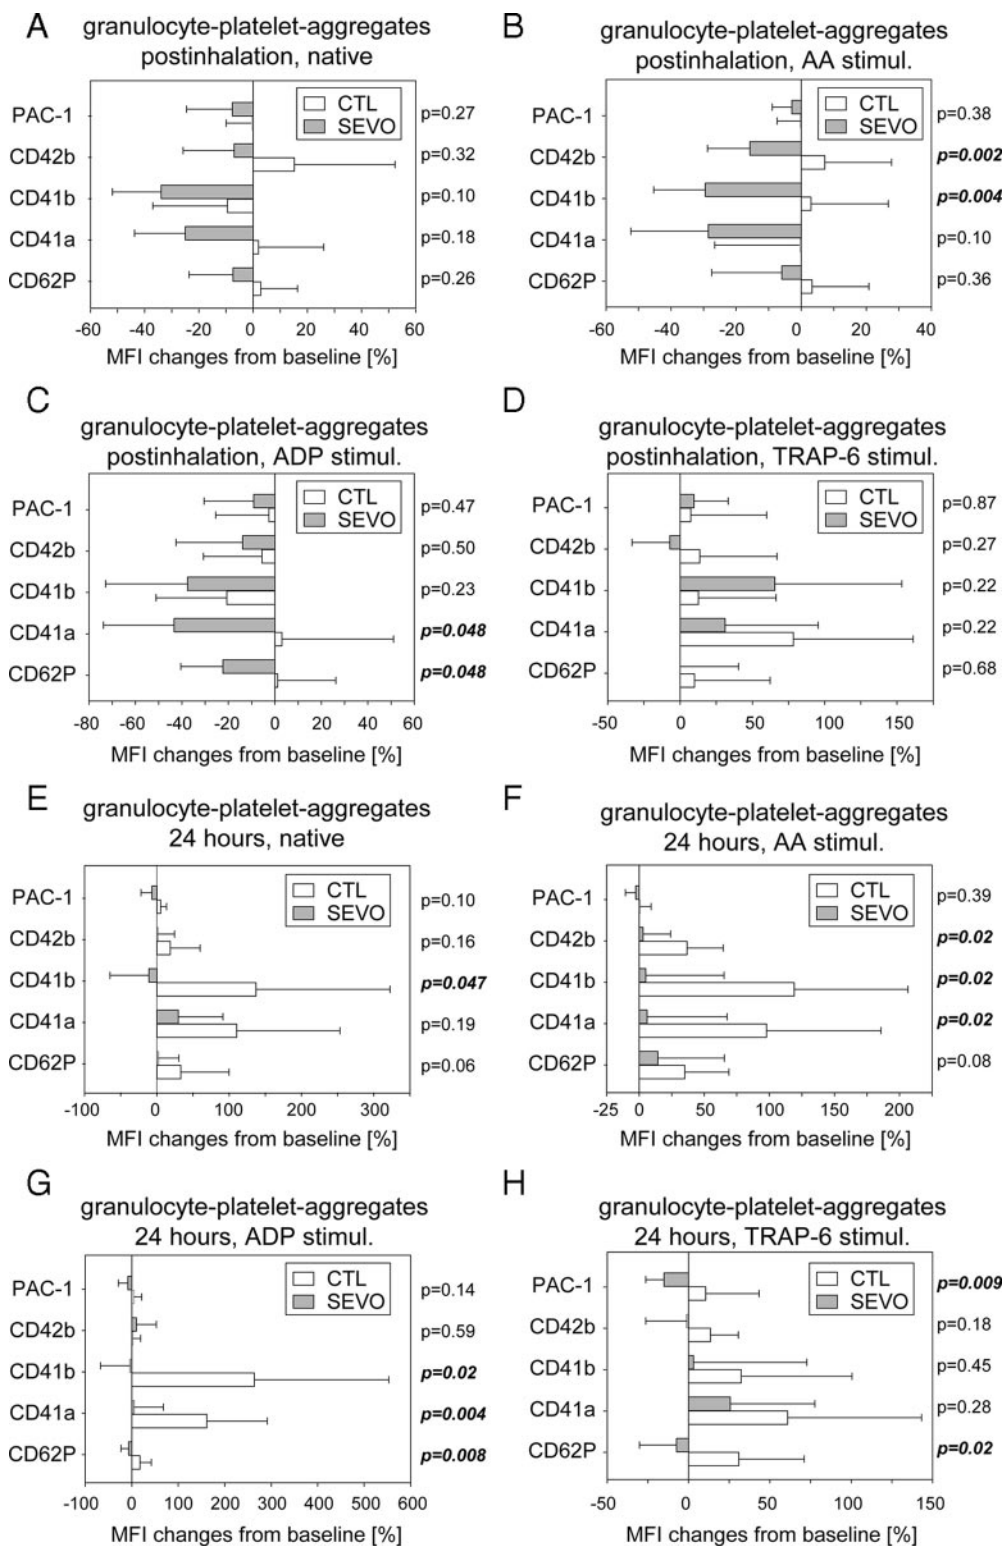 A
granulocyte-platelet-aggregates
postinhalation, native
PAC-1
CD42b
CD41b
CD41a
CD62P
CTL
SEVO
p=0.27
p=0.32
p=0.10
p=0.18
p=0.26
-60 -40 -20 0 20 40 60
MFI changes from baseline [%]
B
granulocyte-platelet-aggregates
postinhalation, AA stimul.
PAC-1
CD42b
CD41b
CD41a
CD62P
CTL
SEVO
p=0.38
p=0.002
p=0.004
p=0.10
p=0.36
-60 -40 -20 0 20 40
MFI changes from baseline [%]
C
granulocyte-platelet-aggregates
postinhalation, ADP stimul.
PAC-1
CD42b
CD41b
CD41a
CD62P
CTL
SEVO
p=0.47
p=0.50
p=0.23
p=0.048
p=0.048
-80 -60 -40 -20 0 20 40 60
MFI changes from baseline [%]
D
granulocyte-platelet-aggregates
postinhalation, TRAP-6 stimul.
PAC-1
CD42b
CD41b
CD41a
CD62P
CTL
SEVO
p=0.87
p=0.27
p=0.22
p=0.22
p=0.68
-50 0 50 100 150
MFI changes from baseline [%]
E
granulocyte-platelet-aggregates
24 hours, native
PAC-1
CD42b
CD41b
CD41a
CD62P
CTL
SEVO
p=0.10
p=0.16
p=0.047
p=0.19
p=0.06
-100 0 100 200 300
MFI changes from baseline [%]
F
granulocyte-platelet-aggregates
24 hours, AA stimul.
PAC-1
CD42b
CD41b
CD41a
CD62P
CTL
SEVO
p=0.39
p=0.02
p=0.02
p=0.02
p=0.08
-25 0 50 100 150 200
MFI changes from baseline [%]
G
granulocyte-platelet-aggregates
24 hours, ADP stimul.
PAC-1
CD42b
CD41b
CD41a
CD62P
CTL
SEVO
p=0.14
p=0.59
p=0.02
p=0.004
p=0.008
-100 0 100 200 300 400 500 600
MFI changes from baseline [%]
H
granulocyte-platelet-aggregates
24 hours, TRAP-6 stimul.
PAC-1
CD42b
CD41b
CD41a
CD62P
CTL
SEVO
p=0.009
p=0.18
p=0.45
p=0.28
p=0.02
-50 0 50 100 150
MFI changes from baseline [%]